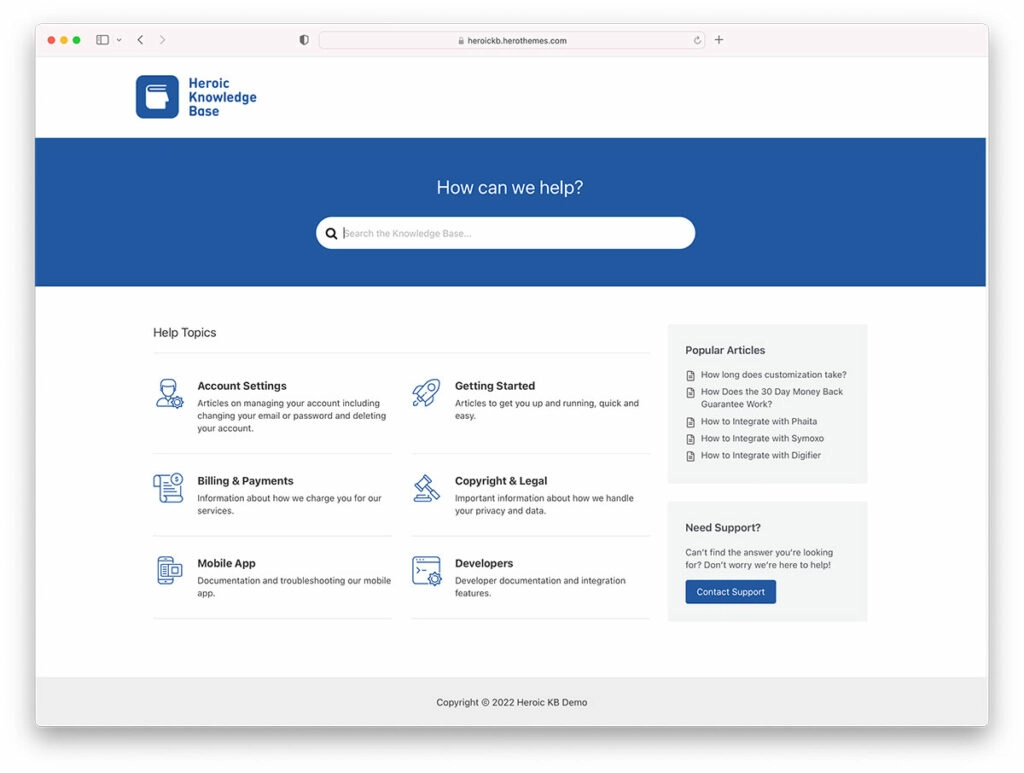 heroickb.herothemes.com
Heroic
Knowledge
Base
How can we help?
Search the Knowledge Base...
Help Topics
Account Settings
Articles on managing your account including
changing your email or password and deleting
your account.
Getting Started
Articles to get you up and running, quick and
easy.
Billing & Payments
Information about how we charge you for our
services.
Copyright & Legal
Important information about how we handle
your privacy and data.
Mobile App
Documentation and troubleshooting our mobile
app.
Developers
Developer documentation and integration
features.
Popular Articles
How long does customization take?
How Does the 30 Day Money Back
Guarantee Work?
How to Integrate with Phaita
How to Integrate with Symoxo
How to Integrate with Digifier
Need Support?
Can't find the answer you're looking
for? Don't worry we're here to help!
Contact Support
Copyright © 2022 Heroic KB Demo